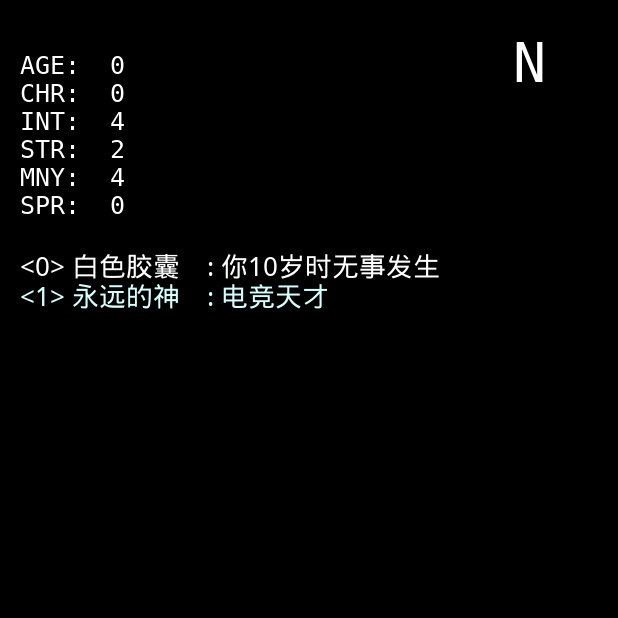 N
AGE: 0
CHR: 0
INT: 4
STR: 2
MNY: 4
SPR: 0
<0> 白色胶囊 : 你10岁时无事发生
<1> 永远的神 : 电竞天才